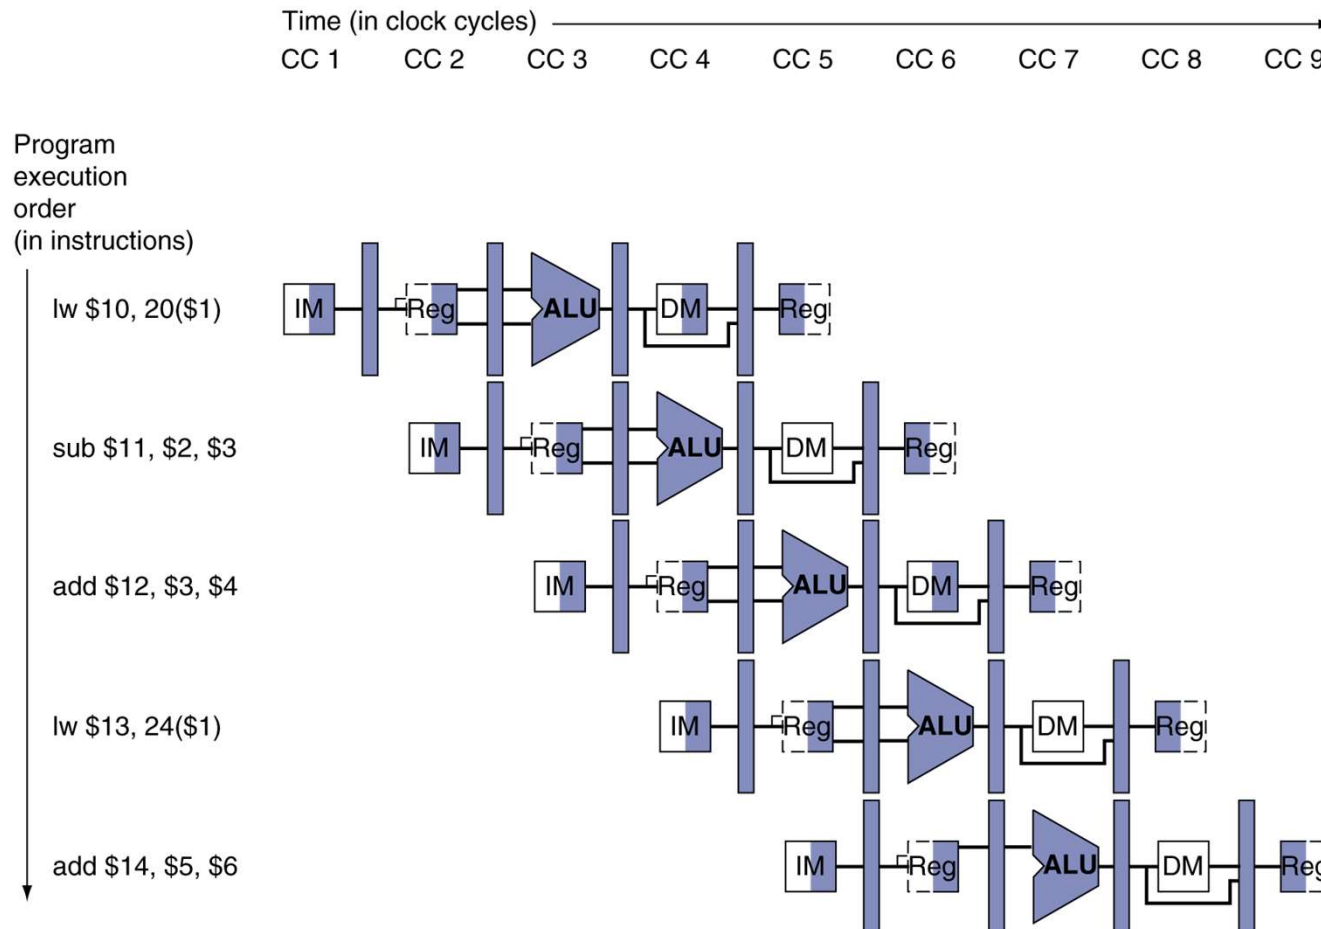 Time (in clock cycles)
CC 1 CC 2 CC 3 CC 4 CC 5 CC 6 CC 7 CC 8 CC 9
Program
execution
order
(in instructions)
lw $10, 20($1) IM Reg ALU DM Reg
sub $11, $2, $3 IM Reg ALU DM Reg
add $12, $3, $4 IM Reg ALU DM Reg
lw $13, 24($1) IM Reg ALU DM Reg
add $14, $5, $6 IM Reg ALU DM Reg